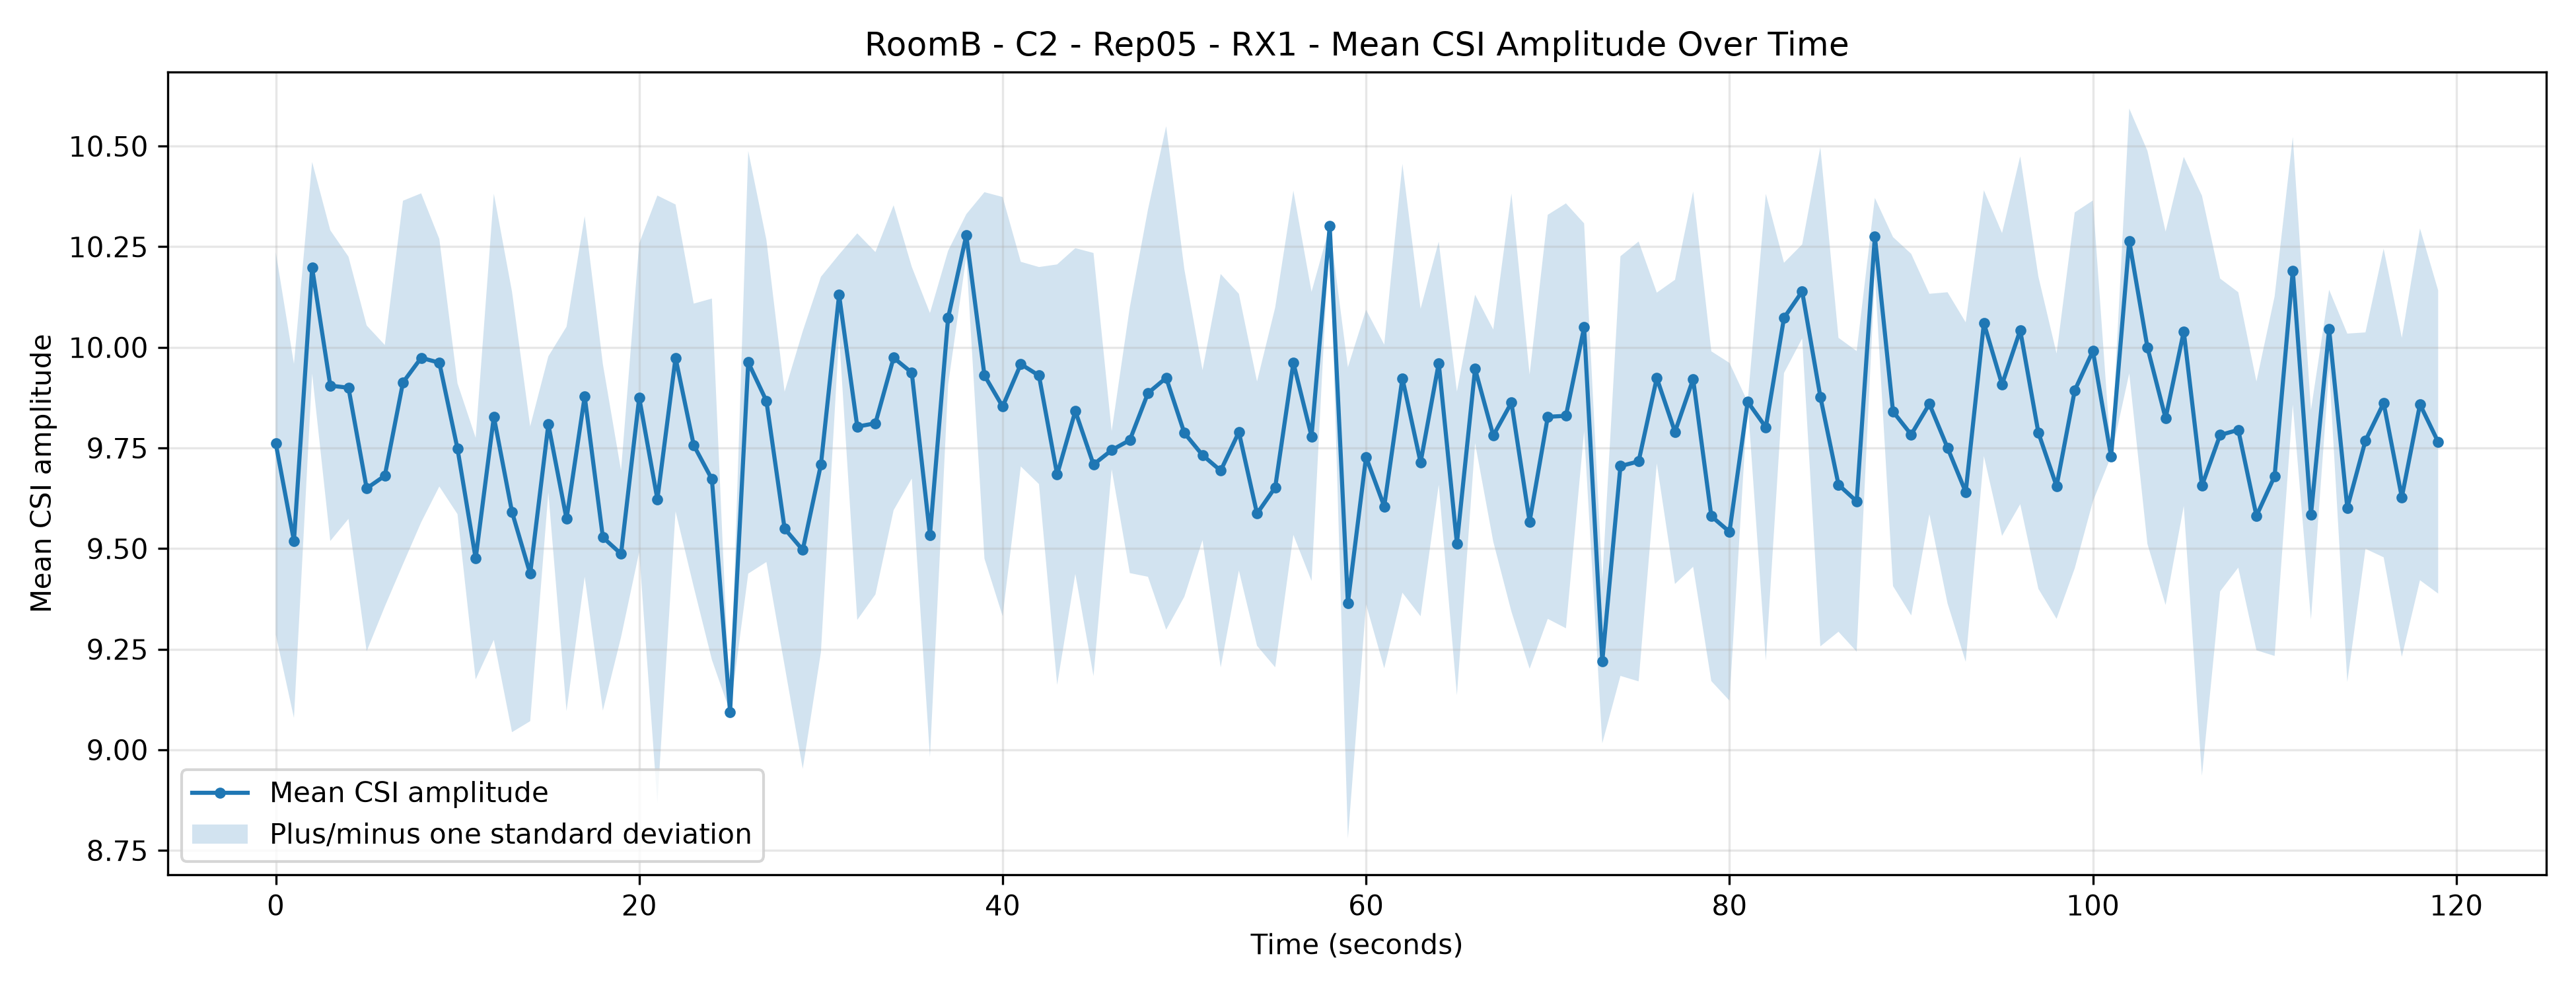 RoomB - C2 - Rep05 - RX1 - Mean CSI Amplitude Over Time
Mean CSI amplitude
10.50
10.25
10.00
9.75
9.50
9.25
9.00
8.75
Mean CSI amplitude
Plus/minus one standard deviation
0 20 40 60 80 100 120
Time (seconds)